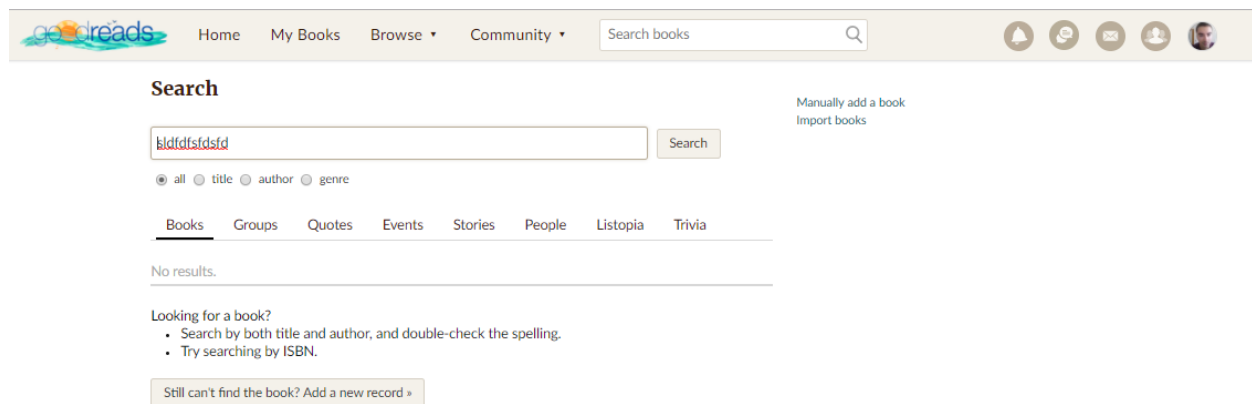 goodreads Home My Books Browse ▾ Community ▾ Search books
Search
Manually add a book
Import books
sldfdfsfdsfd Search
all title author genre
Books Groups Quotes Events Stories People Listopia Trivia
No results.
Looking for a book?
• Search by both title and author, and double-check the spelling.
• Try searching by ISBN.
Still can't find the book? Add a new record »